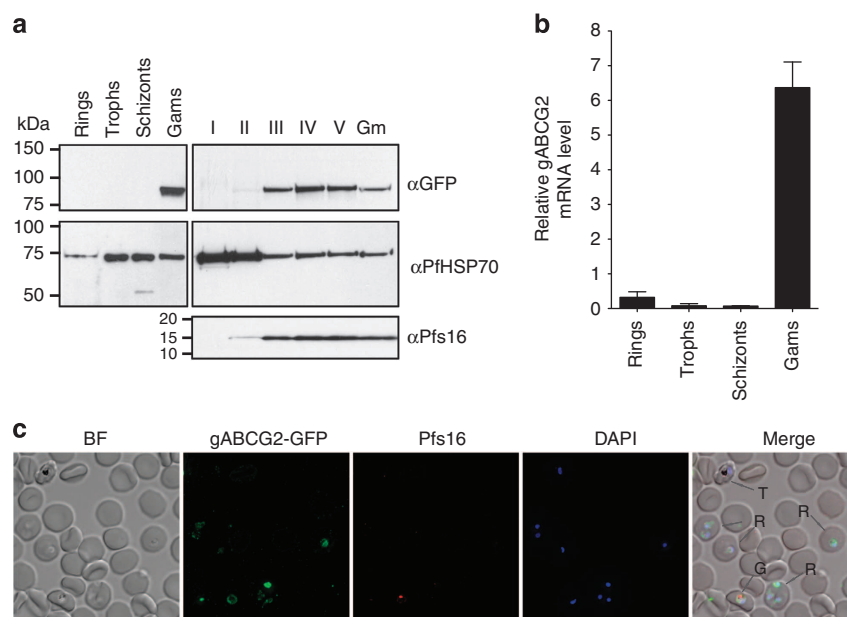 a
kDa
Rings
Trophs
Schizonts
Gams
I II III IV V Gm
150
100
75
αGFP
100
75
50
αPfHSP70
20
15
10
αPfs16
b
Relative gABCG2
mRNA level
8
7
6
5
4
3
2
1
0
Rings
Trophs
Schizonts
Gams
c
BF gABCG2-GFP Pfs16 DAPI Merge
T
R
R
G
R